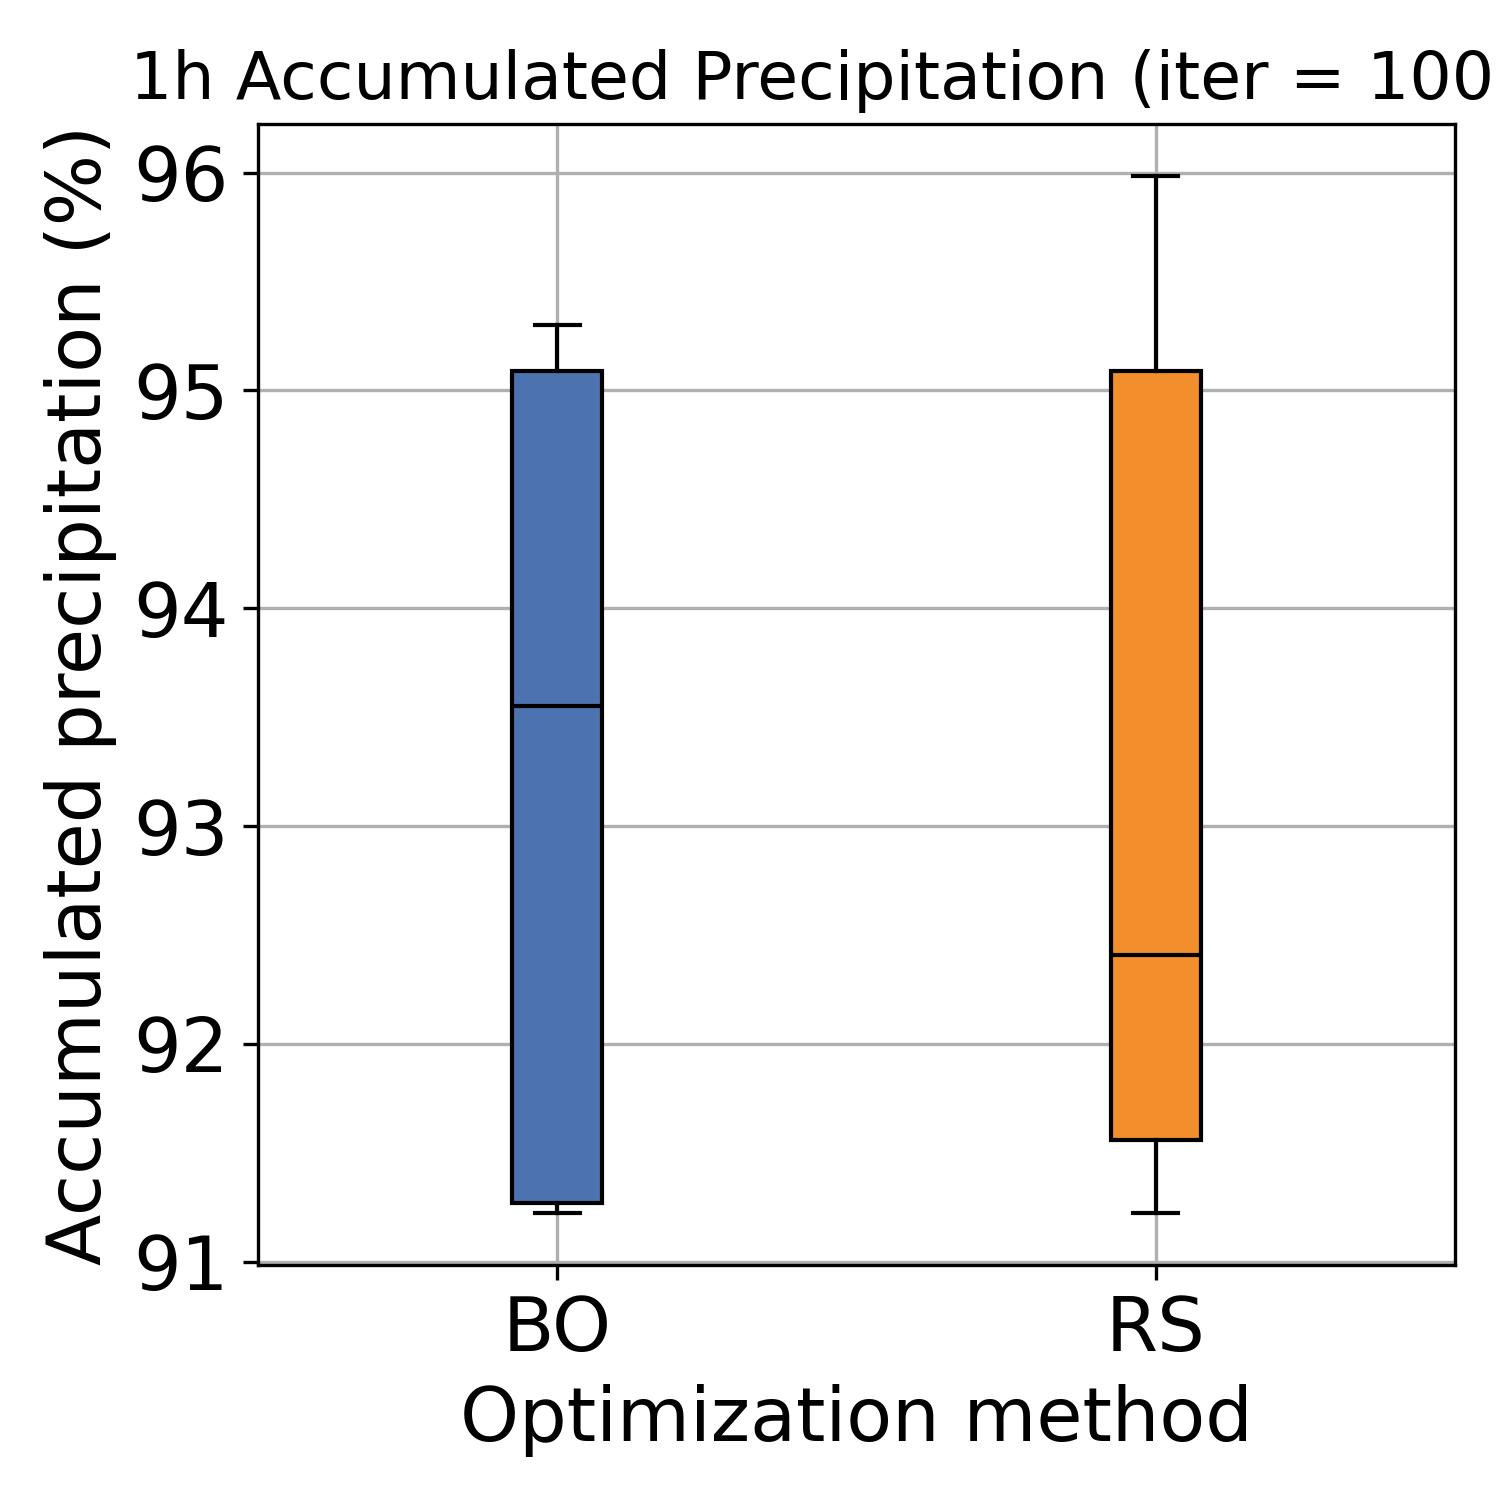 1h Accumulated Precipitation (iter = 100
Accumulated precipitation (%)
96
95
94
93
92
91
BO RS
Optimization method